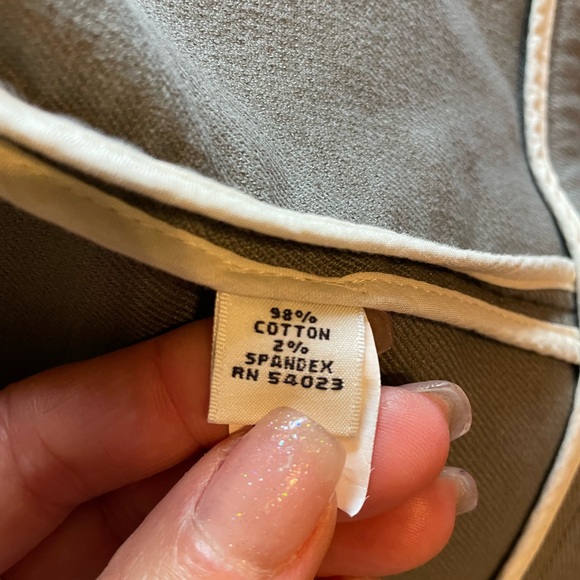 98%
COTTON
2%
SPANDEX
RN 54023